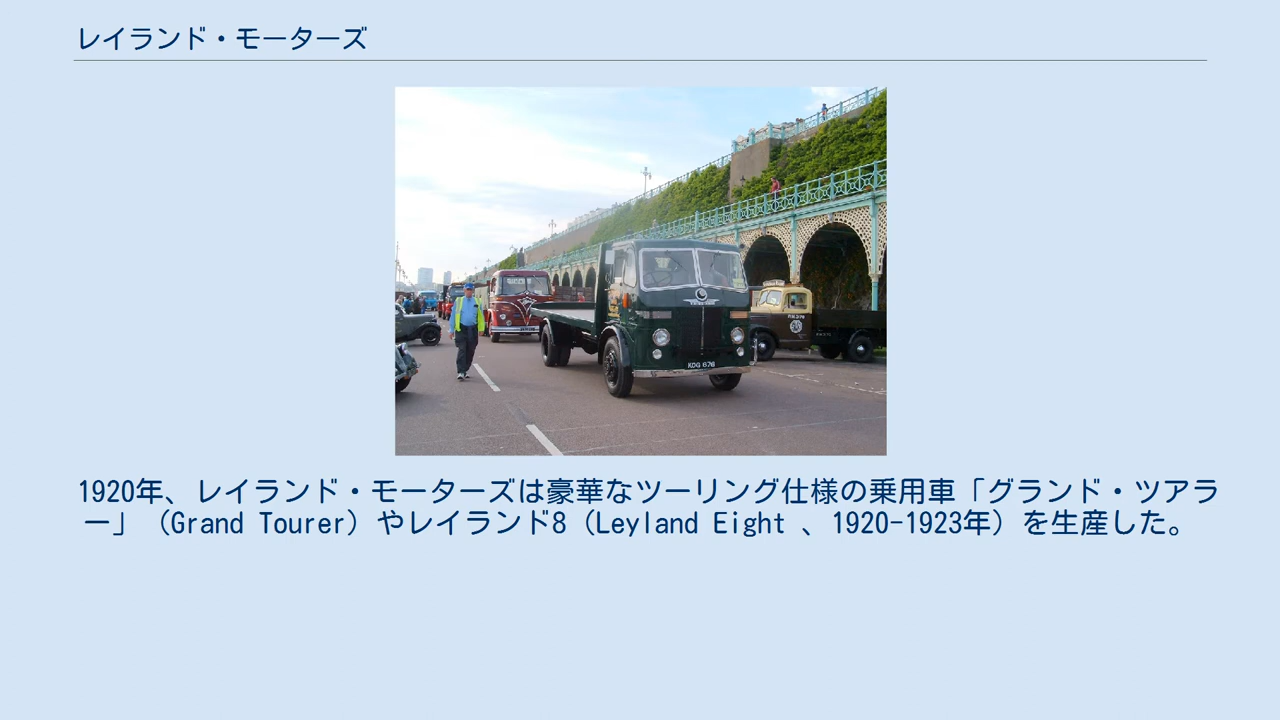 レイランド・モーターズ
KDG 676
1920年、レイランド・モーターズは豪華なツーリング仕様の乗用車「グランド・ツアラ
ー」（Grand Tourer）やレイランド8（Leyland Eight 、1920-1923年）を生産した。